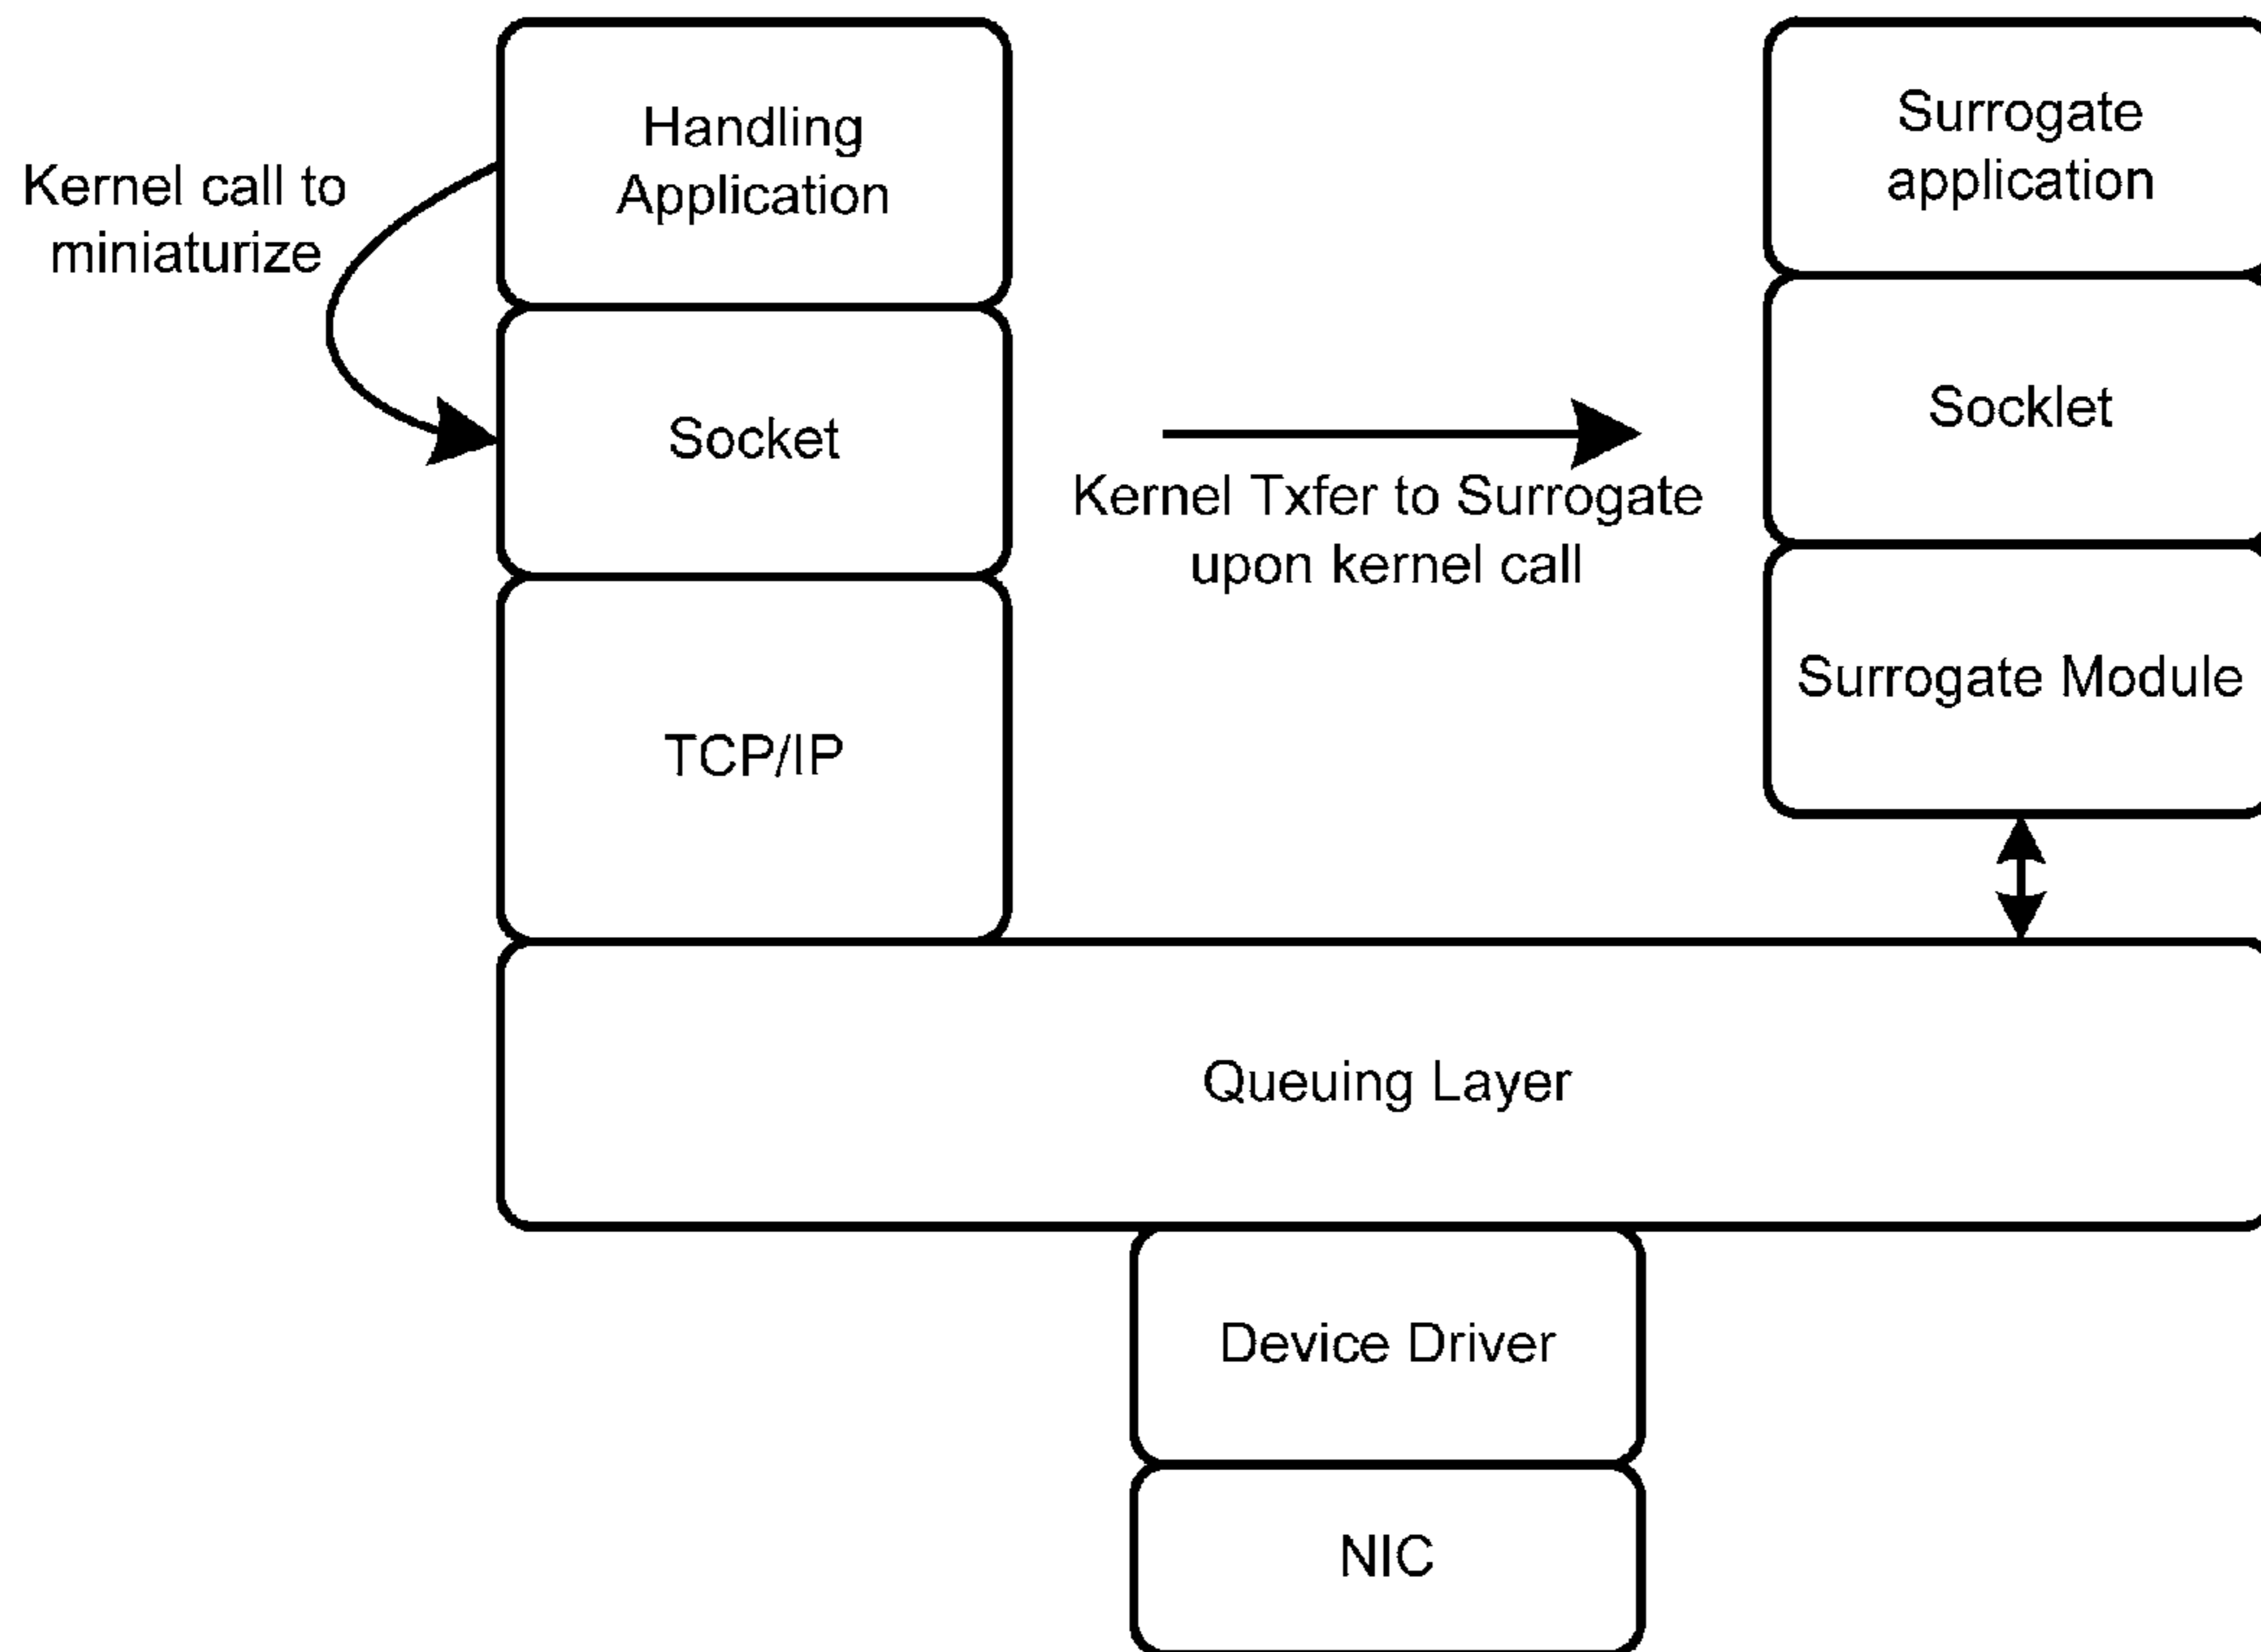 Handling
Application
Kernel call to
miniaturize
Surrogate
application
Socket
Socklet
Kernel Txfer to Surrogate
upon kernel call
Surrogate Module
TCP/IP
Queuing Layer
Device Driver
NIC